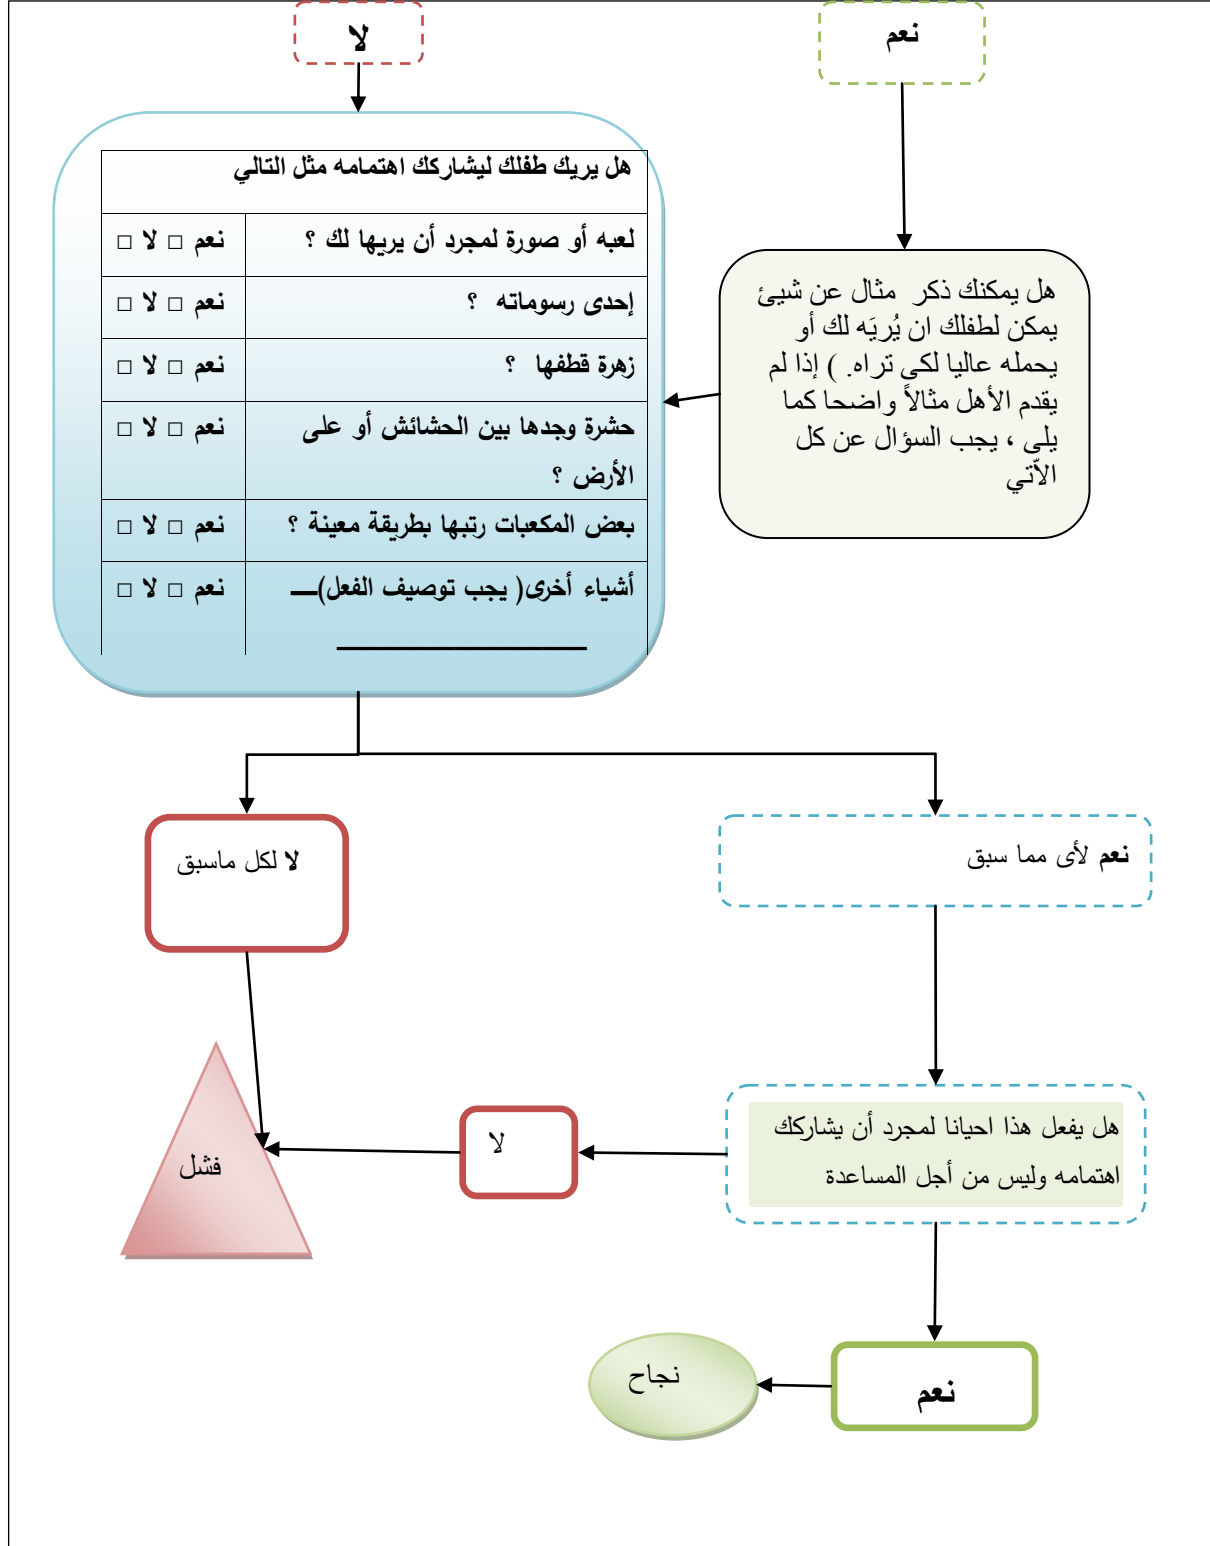 نعم
لا
هل يريك طفلك ليشاركك اهتمامه مثل التالي
لعبه أو صورة لمجرد أن يريها لك ؟ نعم □ لا □
إحدى رسوماته ؟ نعم □ لا □
زهرة قطفها ؟ نعم □ لا □
حشرة وجدها بين الحشائش أو على نعم □ لا □
الأرض ؟
بعض المكعبات رتبها بطريقة معينة ؟ نعم □ لا □
أشياء أخرى( يجب توصيف الفعل)ـــ نعم □ لا □
ـــــــــــــــــــــــــــــ
هل يمكنك ذكر مثال عن شيئ
يمكن لطفلك ان يُريَه لك أو
يحمله عاليا لكى تراه. ) إذا لم
يقدم الأهل مثالاً واضحا كما
يلى ، يجب السؤال عن كل
الاّتي
نعم لأى مما سبق
لا لكل ماسبق
هل يفعل هذا احيانا لمجرد أن يشاركك
اهتمامه وليس من أجل المساعدة
لا
فشل
نعم
نجاح